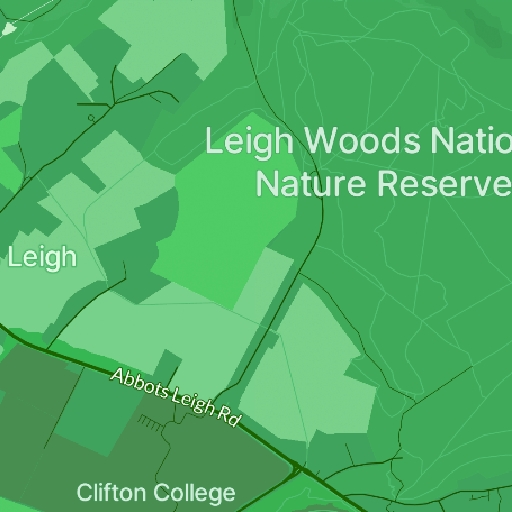 Leigh Woods Natio
Nature Reserve
Leigh
Abbots Leigh Rd
Clifton College